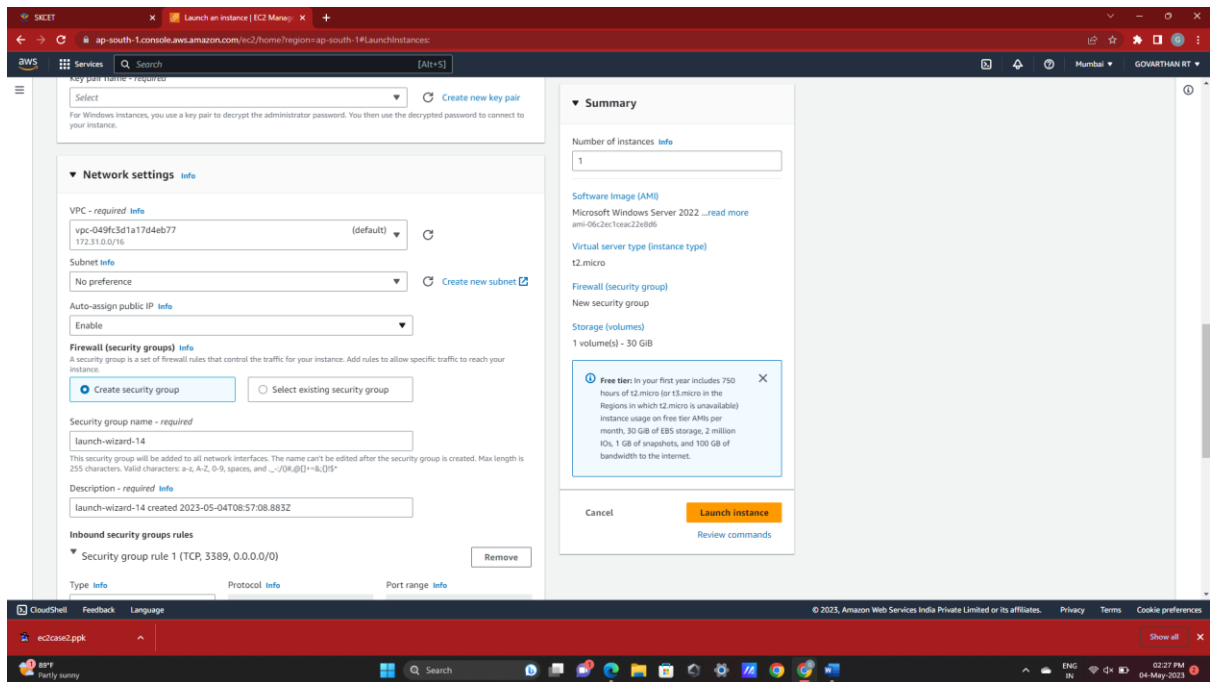 SKCET
Launch an instance | EC2 Manag
ap-south-1.console.aws.amazon.com/ec2/home?region=ap-south-1#LaunchInstances:
aws
Services
Search
[Alt+S]
Mumbai
GOVARTHAN RT
Key pair name - required
Select
Create new key pair
For Windows instances, you use a key pair to decrypt the administrator password. You then use the decrypted password to connect to
your instance.
Network settings Info
VPC - required Info
vpc-049fc3d1a17d4eb77 (default)
172.31.0.0/16
Subnet Info
No preference
Create new subnet
Auto-assign public IP Info
Enable
Firewall (security groups) Info
A security group is a set of firewall rules that control the traffic for your instance. Add rules to allow specific traffic to reach your
instance.
Create security group
Select existing security group
Security group name - required
launch-wizard-14
This security group will be added to all network interfaces. The name can't be edited after the security group is created. Max length is
255 characters. Valid characters: a-z, A-Z, 0-9, spaces, and ._-:/()#,@[]+=&;{}!$*
Description - required Info
launch-wizard-14 created 2023-05-04T08:57:08.883Z
Inbound security groups rules
Security group rule 1 (TCP, 3389, 0.0.0.0/0)
Remove
Type Info
Protocol Info
Port range Info
Summary
Number of instances Info
1
Software Image (AMI)
Microsoft Windows Server 2022 ...read more
ami-06c2ec1ceac22e8d6
Virtual server type (instance type)
t2.micro
Firewall (security group)
New security group
Storage (volumes)
1 volume(s) - 30 GiB
Free tier: In your first year includes 750
hours of t2.micro (or t3.micro in the
Regions in which t2.micro is unavailable)
instance usage on free tier AMIs per
month, 30 GiB of EBS storage, 2 million
IOs, 1 GB of snapshots, and 100 GB of
bandwidth to the internet.
Cancel
Launch instance
Review commands
CloudShell
Feedback
Language
© 2023, Amazon Web Services India Private Limited or its affiliates.
Privacy
Terms
Cookie preferences
ec2case2.ppk
Show all
89°F
Partly sunny
Search
ENG
IN
02:27 PM
04-May-2023